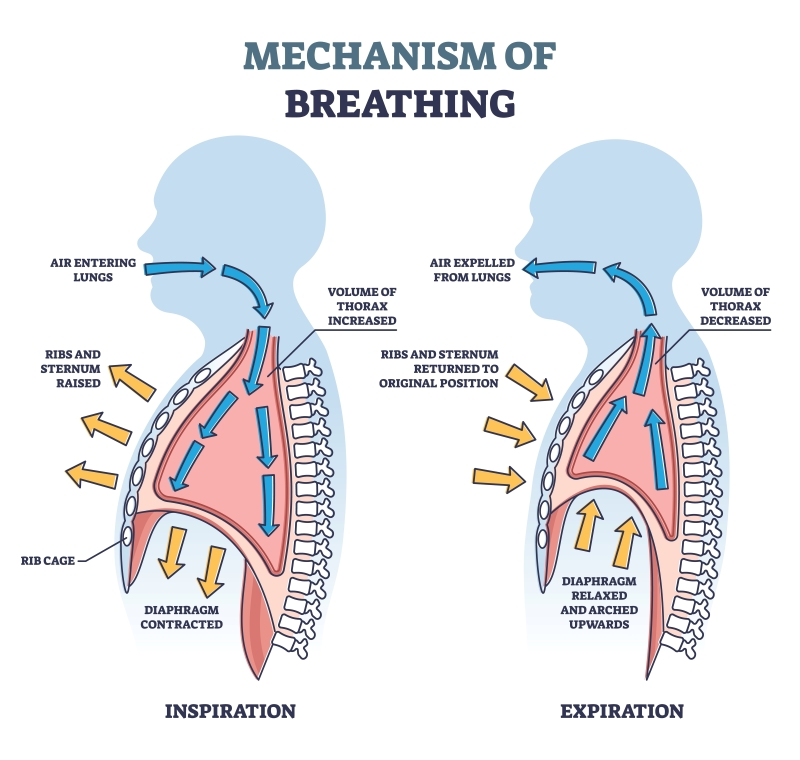 MECHANISM OF
BREATHING
AIR ENTERING
LUNGS
VOLUME OF
THORAX
INCREASED
RIBS AND
STERNUM
RAISED
RIB CAGE
DIAPHRAGM
CONTRACTED
INSPIRATION
AIR EXPELLED
FROM LUNGS
VOLUME OF
THORAX
DECREASED
RIBS AND STERNUM
RETURNED TO
ORIGINAL POSITION
DIAPHRAGM
RELAXED
AND ARCHED
UPWARDS
EXPIRATION